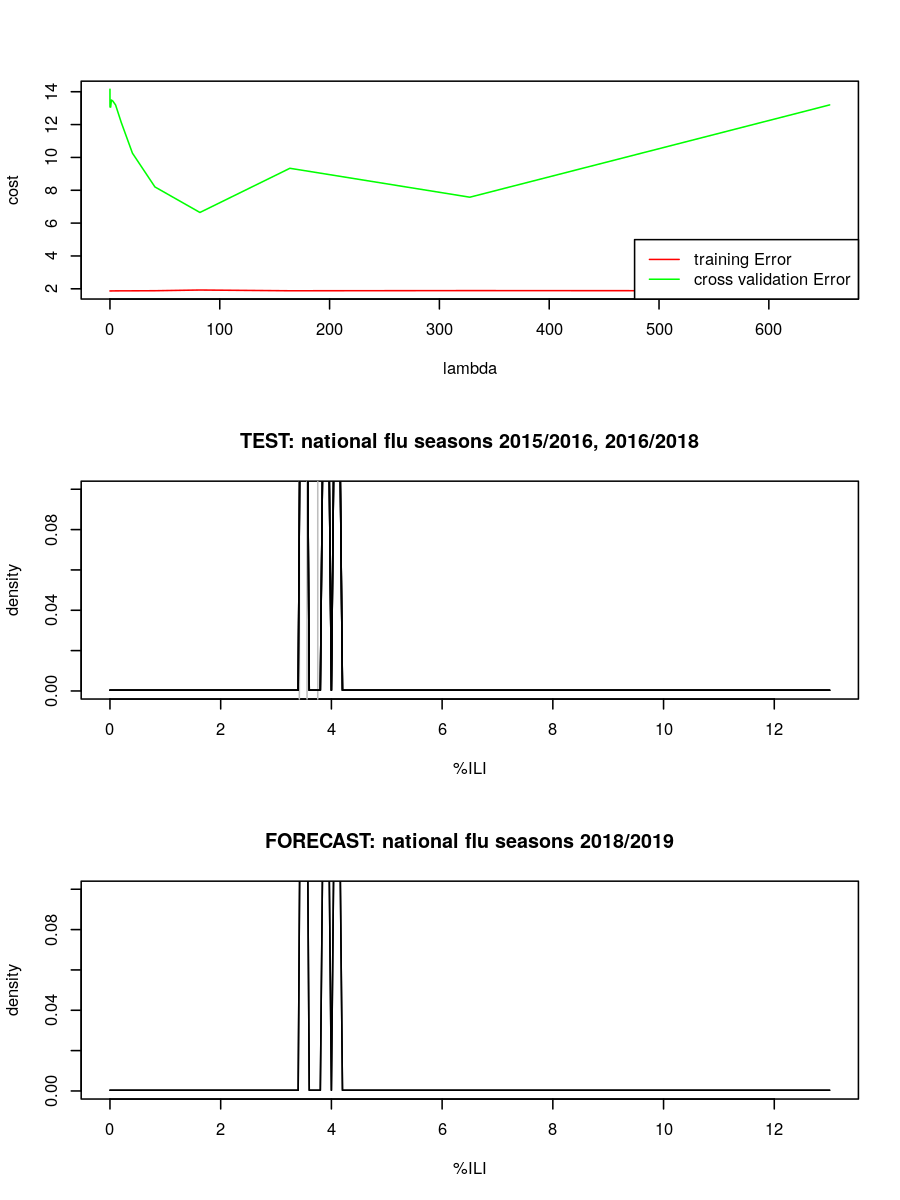 14
12
10
8
6
4
2
cost
training Error
cross validation Error
0 100 200 300 400 500 600
lambda
TEST: national flu seasons 2015/2016, 2016/2018
0.08
0.04
0.00
density
0 2 4 6 8 10 12
%ILI
FORECAST: national flu seasons 2018/2019
0.08
0.04
0.00
density
0 2 4 6 8 10 12
%ILI